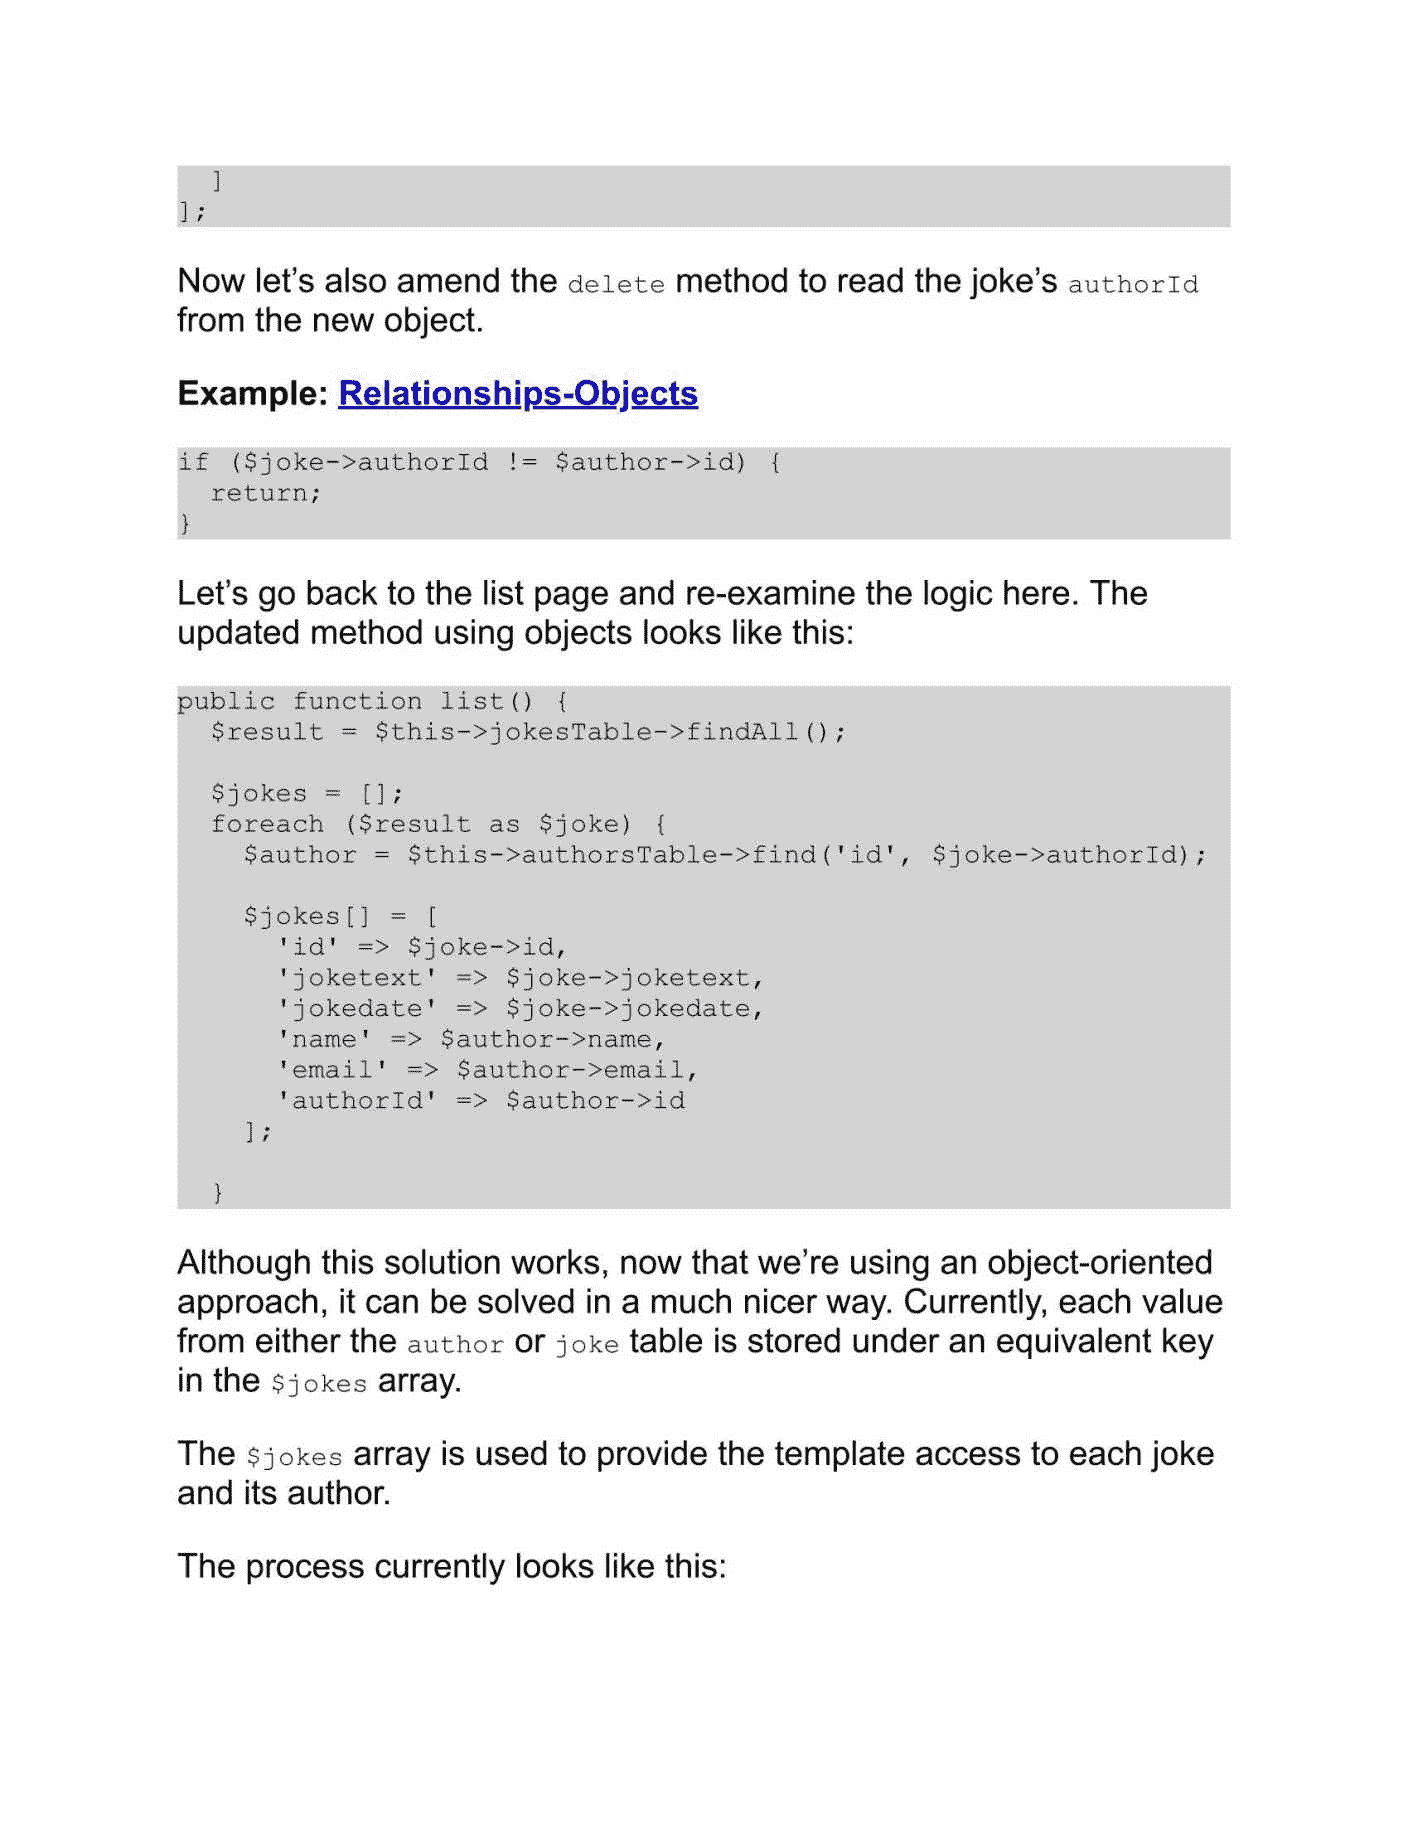 ]
];
Now let’s also amend the delete method to read the joke’s authorId
from the new object.
Example: Relationships-Objects
if ($joke->authorId != $author->id) {
  return;
}
Let’s go back to the list page and re-examine the logic here. The
updated method using objects looks like this:
public function list() {
  $result = $this->jokesTable->findAll();
  $jokes = [];
  foreach ($result as $joke) {
    $author = $this->authorsTable->find('id', $joke->authorId);
    $jokes[] = [
      'id' => $joke->id,
      'joketext' => $joke->joketext,
      'jokedate' => $joke->jokedate,
      'name' => $author->name,
      'email' => $author->email,
      'authorId' => $author->id
    ];
  }
Although this solution works, now that we’re using an object-oriented
approach, it can be solved in a much nicer way. Currently, each value
from either the author or joke table is stored under an equivalent key
in the $jokes array.
The $jokes array is used to provide the template access to each joke
and its author.
The process currently looks like this: